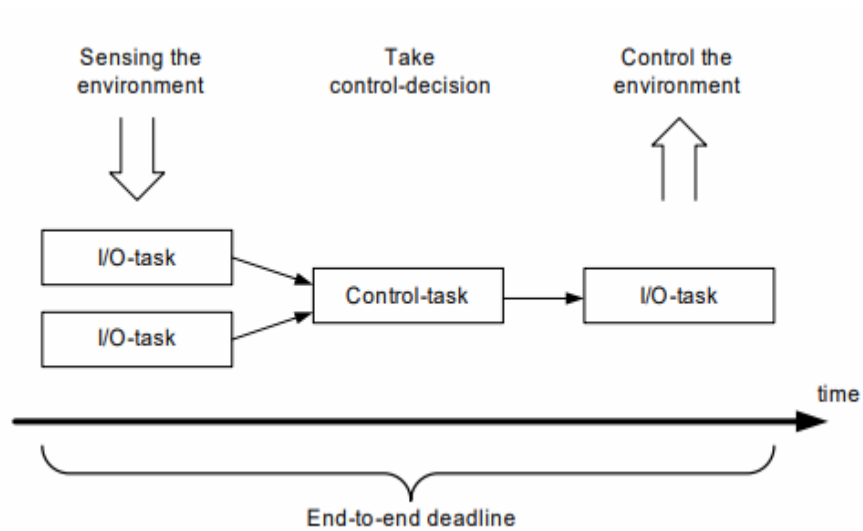 Sensing the
environment
Take
control-decision
Control the
environment
I/O-task
I/O-task
Control-task
I/O-task
time
End-to-end deadline